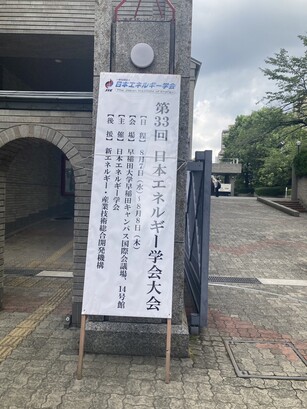 日本エネルギー学会
第33回 日本エネルギー学会大会
【日程】8月7日(水)~8月8日(木)
【会場】早稲田大学早稲田キャンパス国際会議場、14号館
【主催】日本エネルギー学会
【後援】新エネルギー・産業技術総合開発機構